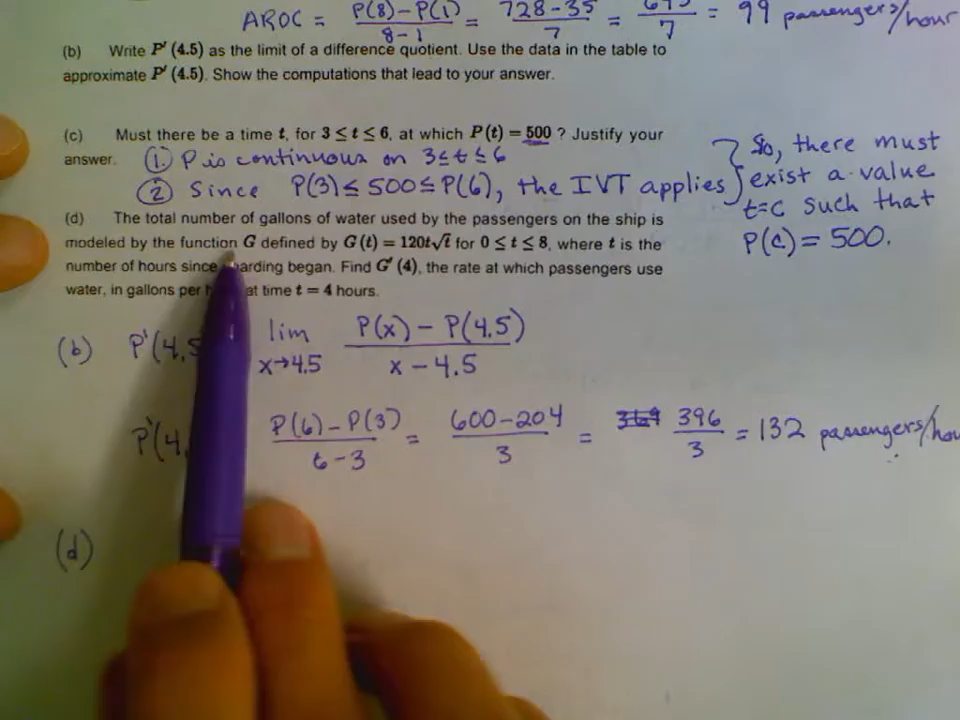 AROC = P(8) - P(1) / 8 - 1 = 728 - 35 / 7 = 693 / 7 = 99 passengers/hour
(b) Write P′ (4.5) as the limit of a difference quotient. Use the data in the table to
approximate P′ (4.5). Show the computations that lead to your answer.
(c) Must there be a time t, for 3 ≤ t ≤ 6, at which P(t) = 500 ? Justify your
answer. ① P is continuous on 3 ≤ t ≤ 6
② Since P(3) ≤ 500 ≤ P(6), the IVT applies
So, there must
exist a value
t=c such that
P(c) = 500.
(d) The total number of gallons of water used by the passengers on the ship is
modeled by the function G defined by G(t) = 120t√t for 0 ≤ t ≤ 8, where t is the
number of hours since boarding began. Find G′ (4), the rate at which passengers use
water, in gallons per at time t = 4 hours.
(b) P'(4.5 lim x→4.5 P(x) - P(4.5) / x - 4.5
P'(4. P(6) - P(3) / 6 - 3 = 600 - 204 / 3 = 396 / 3 = 132 passengers/hou
(d)